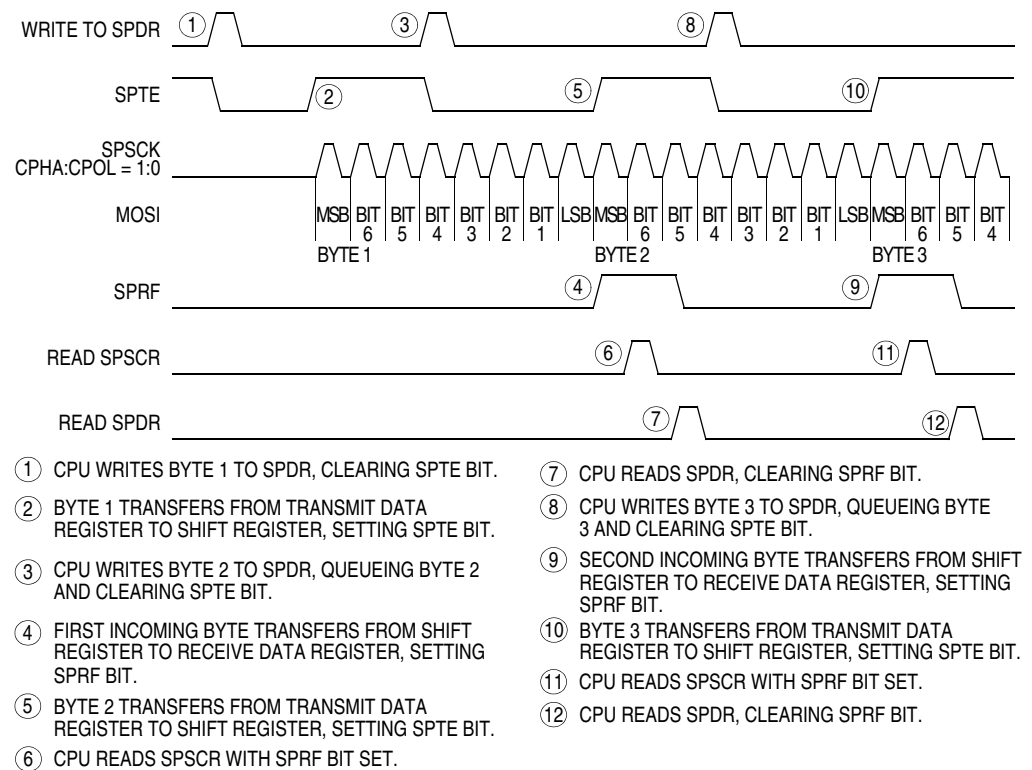 WRITE TO SPDR
1
3
8
SPTE
2
5
10
SPSCK
CPHA:CPOL = 1:0
MOSI
MSB BIT BIT BIT BIT BIT BIT LSB MSB BIT BIT BIT BIT BIT BIT LSB MSB BIT BIT BIT
6 5 4 3 2 1 6 5 4 3 2 1 6 5 4
BYTE 1 BYTE 2 BYTE 3
SPRF
4
9
READ SPSCR
6
11
READ SPDR
7
12
1 CPU WRITES BYTE 1 TO SPDR, CLEARING SPTE BIT.
2 BYTE 1 TRANSFERS FROM TRANSMIT DATA
REGISTER TO SHIFT REGISTER, SETTING SPTE BIT.
3 CPU WRITES BYTE 2 TO SPDR, QUEUEING BYTE 2
AND CLEARING SPTE BIT.
4 FIRST INCOMING BYTE TRANSFERS FROM SHIFT
REGISTER TO RECEIVE DATA REGISTER, SETTING
SPRF BIT.
5 BYTE 2 TRANSFERS FROM TRANSMIT DATA
REGISTER TO SHIFT REGISTER, SETTING SPTE BIT.
6 CPU READS SPSCR WITH SPRF BIT SET.
7 CPU READS SPDR, CLEARING SPRF BIT.
8 CPU WRITES BYTE 3 TO SPDR, QUEUEING BYTE
3 AND CLEARING SPTE BIT.
9 SECOND INCOMING BYTE TRANSFERS FROM SHIFT
REGISTER TO RECEIVE DATA REGISTER, SETTING
SPRF BIT.
10 BYTE 3 TRANSFERS FROM TRANSMIT DATA
REGISTER TO SHIFT REGISTER, SETTING SPTE BIT.
11 CPU READS SPSCR WITH SPRF BIT SET.
12 CPU READS SPDR, CLEARING SPRF BIT.